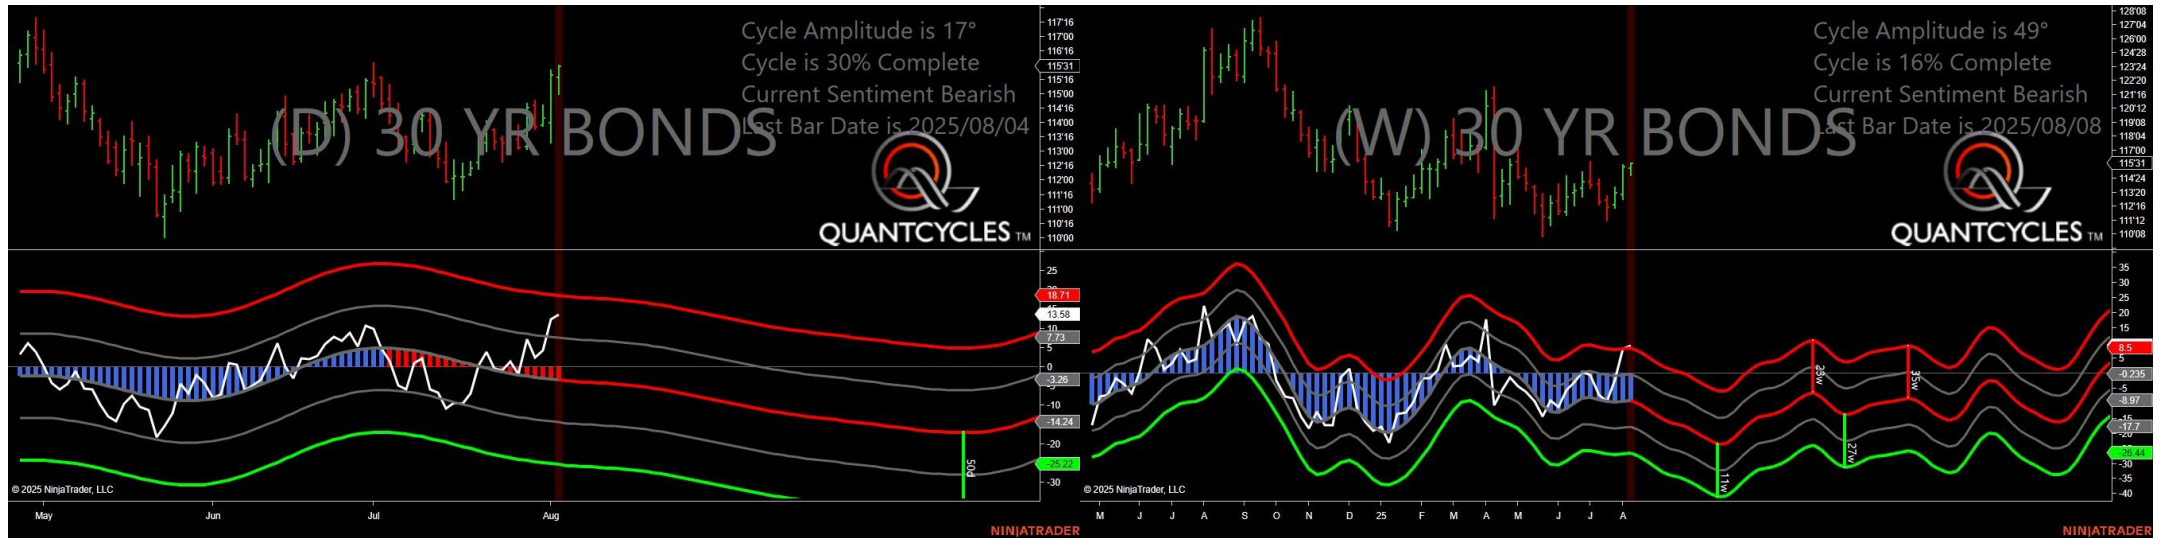 Cycle Amplitude is 17°
Cycle is 30% Complete
Current Sentiment Bearish
Last Bar Date is 2025/08/04
(D) 30 YR BONDS
QUANTCYCLES TM
117'16
117'00
116'16
115'31
115'16
115'00
114'16
114'00
113'16
113'00
112'16
112'00
111'16
111'00
110'16
110'00
25
18.71
13.58
10
7.73
5
0
-3.26
-5
-10
-14.24
-20
-25.22
-30
50d
© 2025 NinjaTrader, LLC
May
Jun
Jul
Aug
NINJATRADER
Cycle Amplitude is 49°
Cycle is 16% Complete
Current Sentiment Bearish
Last Bar Date is 2025/08/08
(W) 30 YR BONDS
QUANTCYCLES TM
128'08
127'04
126'00
124'28
123'24
122'20
121'16
120'12
119'08
118'04
117'00
115'31
114'24
113'20
112'16
111'12
110'08
35
30
25
20
15
8.5
-0.235
-5
-8.97
-15
-17.7
-20
-26.44
-30
-35
-40
11w
23w
27w
35w
© 2025 NinjaTrader, LLC
M
J
J
A
S
O
N
D
25
F
M
A
M
J
J
A
NINJATRADER